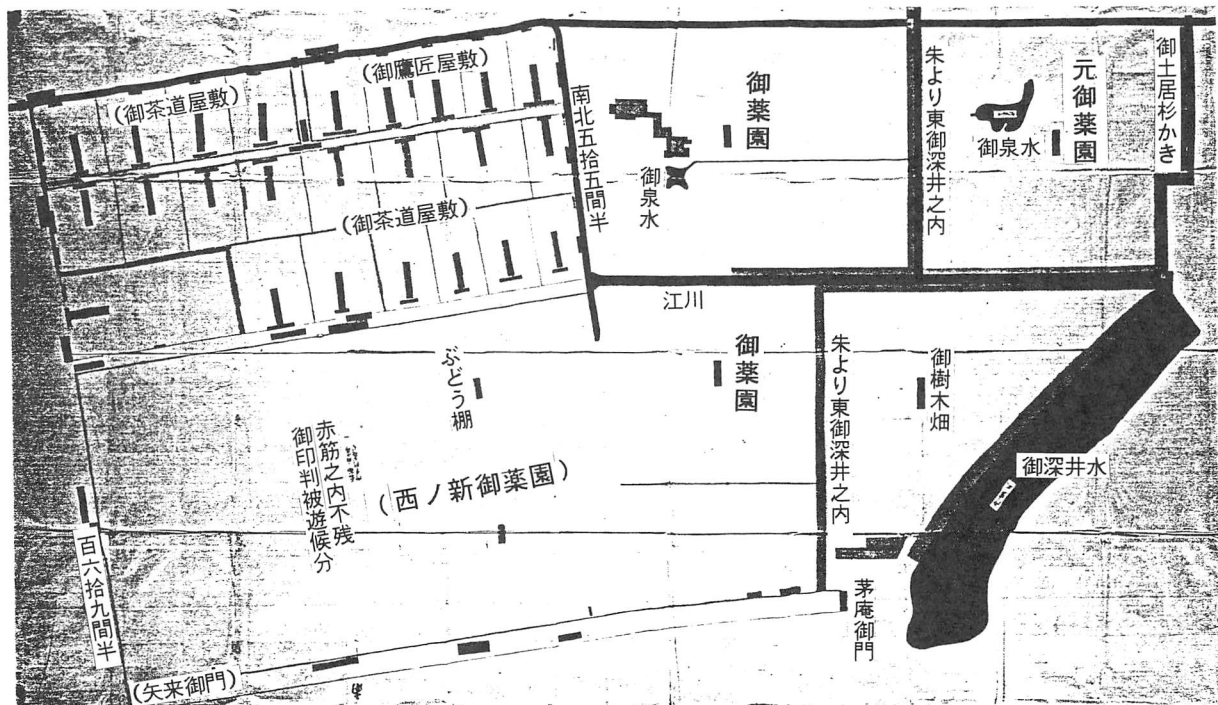 御土居杉かき
元御薬園
御泉水
朱より東御深井之内
御薬園
御泉水
南北五拾五間半
(御鷹匠屋敷)
(御茶道屋敷)
(御茶道屋敷)
江川
御深井水
御樹木畑
朱より東御深井之内
茅庵御門
御薬園
ぶどう棚
(西ノ新御薬園)
赤筋之内不残
御印判被遊候分
百六拾九間半
(矢来御門)